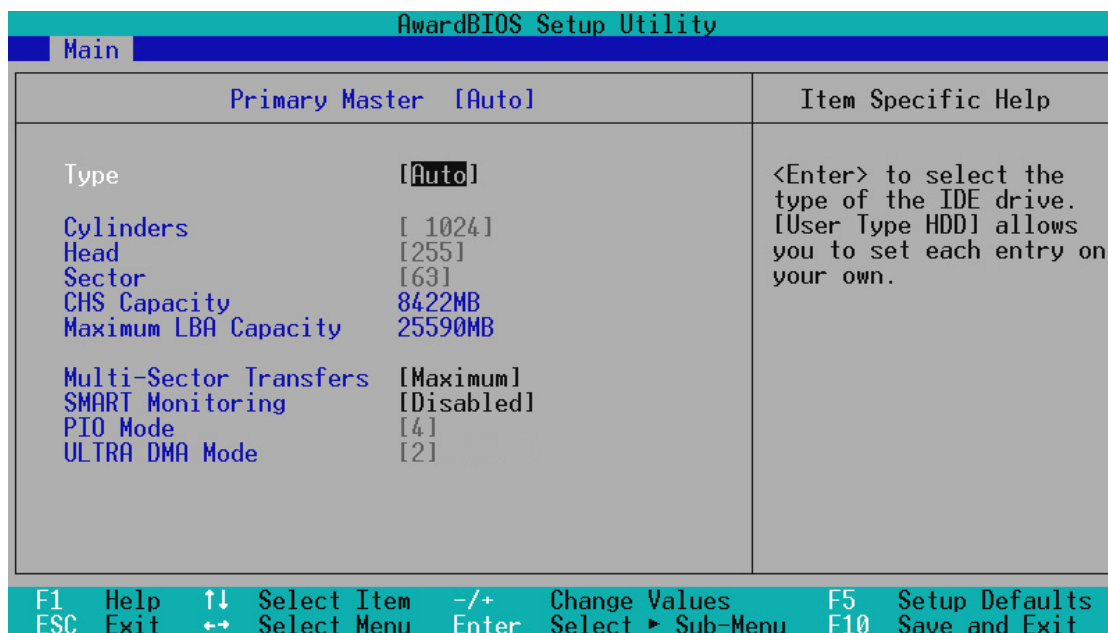 AwardBIOS Setup Utility
Main
Primary Master [Auto]
Item Specific Help
Type [Auto]
Cylinders [ 1024]
Head [255]
Sector [63]
CHS Capacity 8422MB
Maximum LBA Capacity 25590MB
Multi-Sector Transfers [Maximum]
SMART Monitoring [Disabled]
PIO Mode [4]
ULTRA DMA Mode [2]
<Enter> to select the
type of the IDE drive.
[User Type HDD] allows
you to set each entry on
your own.
F1 Help ↑↓ Select Item -/+ Change Values F5 Setup Defaults
ESC Exit ←→ Select Menu Enter Select ► Sub-Menu F10 Save and Exit